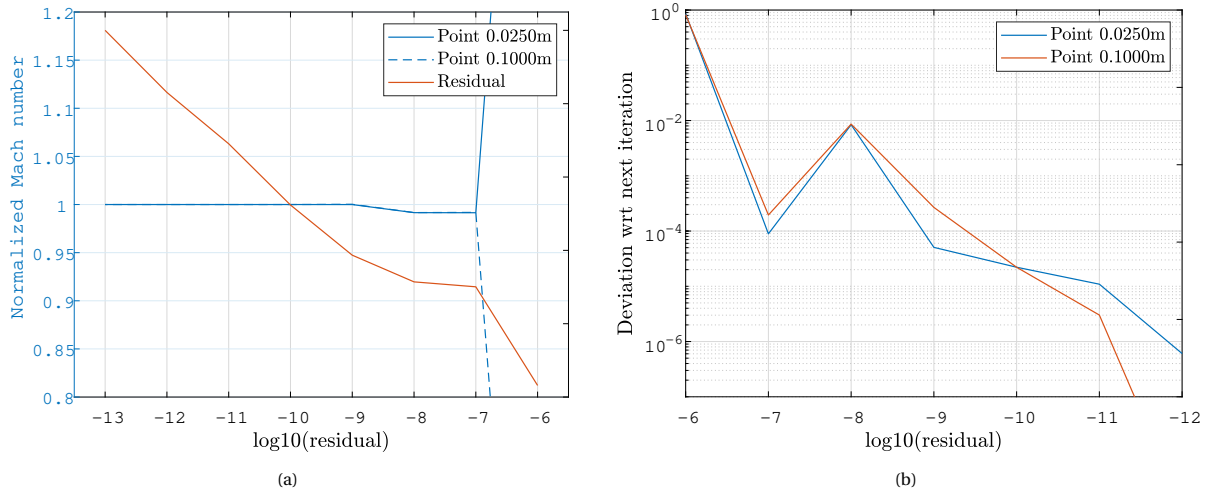 1.2
1.15
1.1
1.05
1
0.95
0.9
0.85
0.8
Normalized Mach number
Point 0.0250m
Point 0.1000m
Residual
-13 -12 -11 -10 -9 -8 -7 -6
log10(residual)
(a)
10^0
10^-2
10^-4
10^-6
Deviation wrt next iteration
Point 0.0250m
Point 0.1000m
-6 -7 -8 -9 -10 -11 -12
log10(residual)
(b)